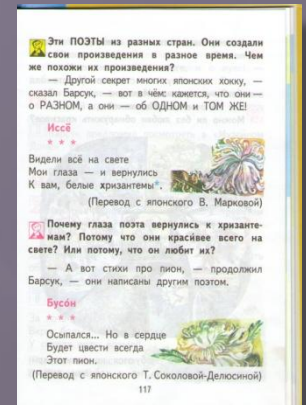 Эти ПОЭТЫ из разных стран. Они создали
свои произведения в разное время. Чем
же похожи их произведения?
— Другой секрет многих японских хокку, —
сказал Барсук, — вот в чём: кажется, что они —
о РАЗНОМ, а они — об ОДНОМ и ТОМ ЖЕ!
Иссё
* * *
Видели всё на свете
Мои глаза — и вернулись
К вам, белые хризантемы*.
(Перевод с японского В. Марковой)
Почему глаза поэта вернулись к хризанте-
мам? Потому что они красивее всего на
свете? Или потому, что он любит их?
— А вот стихи про пион, — продолжил
Барсук, — они написаны другим поэтом.
Бусон
* * *
Осыпался... Но в сердце
Будет цвести всегда
Этот пион.
(Перевод с японского Т. Соколовой-Делюсиной)
117